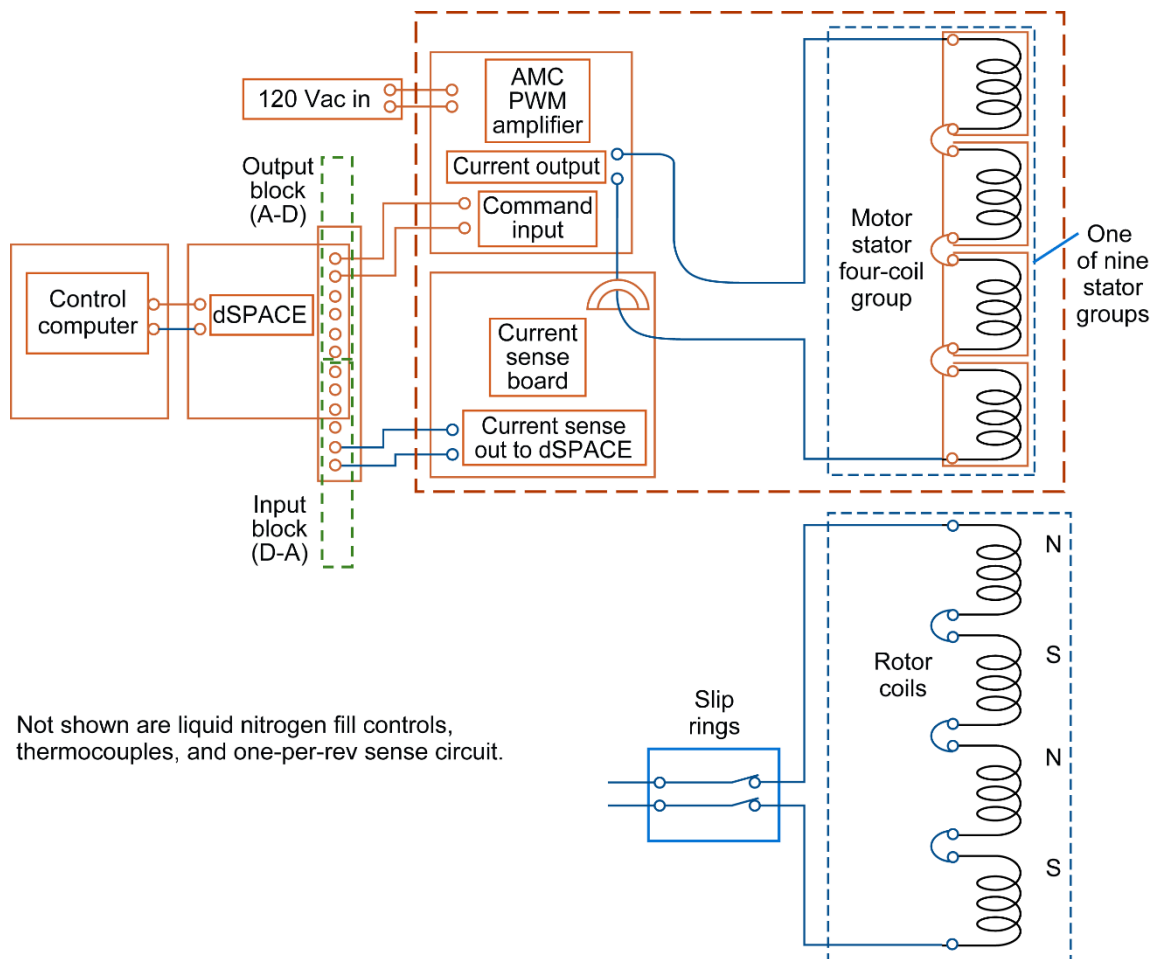 120 Vac in
AMC
PWM
amplifier
Output
block
(A-D)
Current output
Command
input
Control
computer
dSPACE
Current
sense
board
Current sense
out to dSPACE
Input
block
(D-A)
Motor
stator
four-coil
group
One
of nine
stator
groups
N
S
Rotor
coils
N
S
Slip
rings
Not shown are liquid nitrogen fill controls,
thermocouples, and one-per-rev sense circuit.